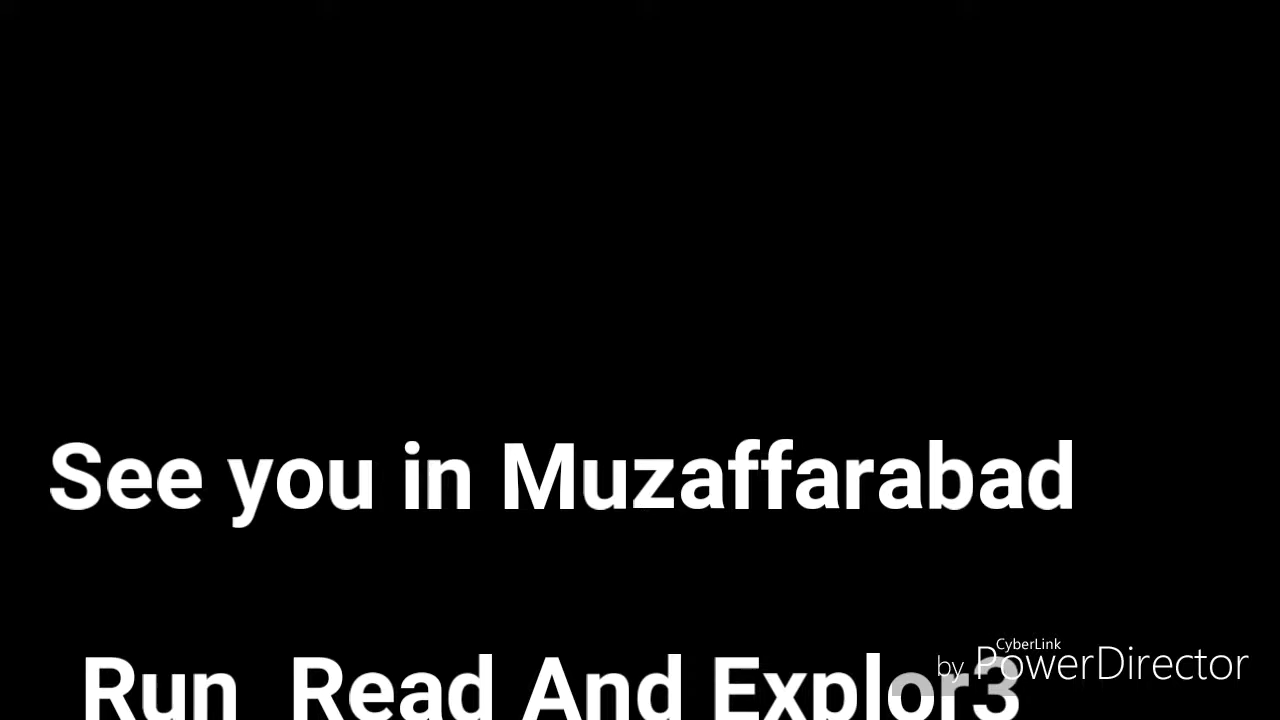 See you in Muzaffarabad
Run Read And Explor3
CyberLink
by PowerDirector